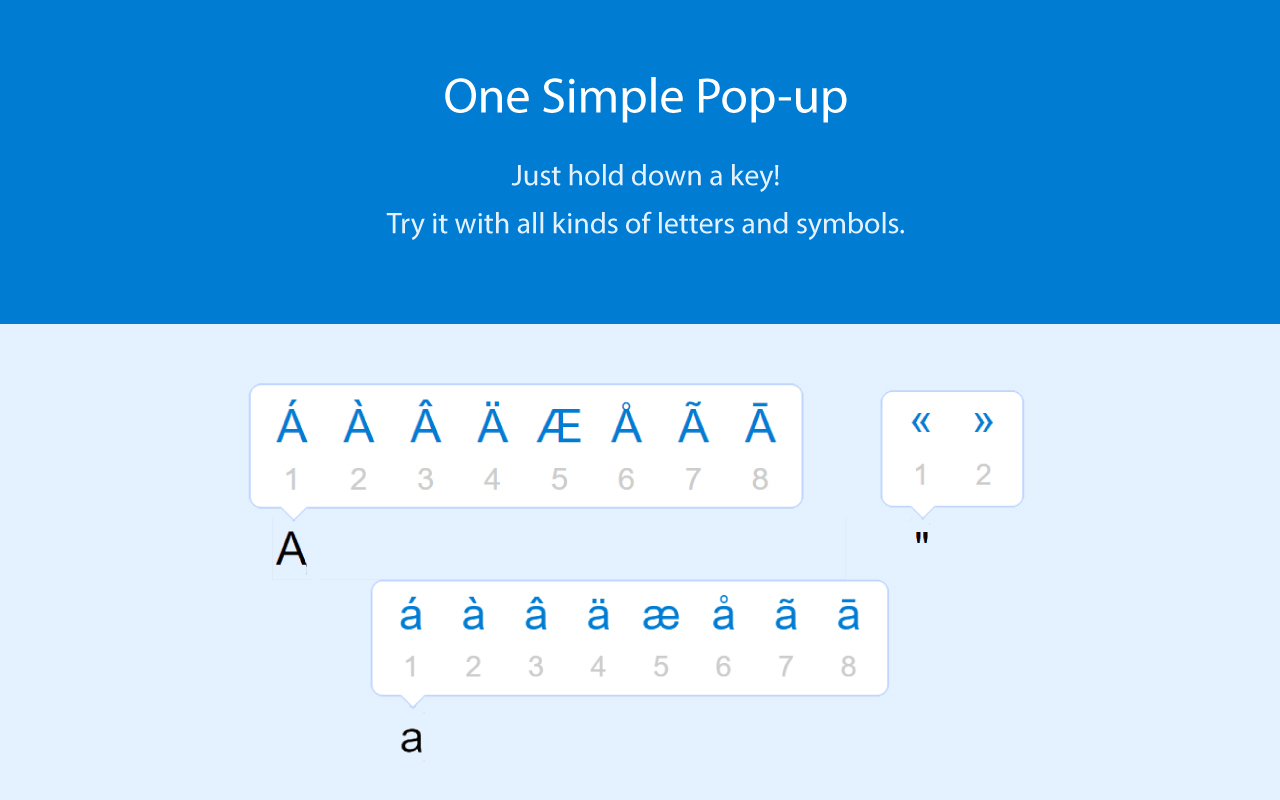 One Simple Pop-up
Just hold down a key!
Try it with all kinds of letters and symbols.
Á À Â Ä Æ Å Ã Ā
1 2 3 4 5 6 7 8
A
« »
1 2
"
á à â ä æ å ã ā
1 2 3 4 5 6 7 8
a